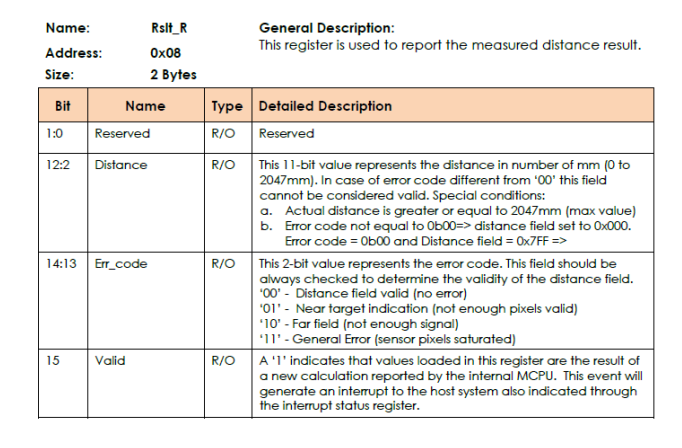 Name: Rslt_R
General Description:
This register is used to report the measured distance result.
Address: 0x08
Size: 2 Bytes
Bit Name Type Detailed Description
1:0 Reserved R/O Reserved
12:2 Distance R/O This 11-bit value represents the distance in number of mm (0 to
2047mm). In case of error code different from ‘00’ this field
cannot be considered valid. Special conditions:
a. Actual distance is greater or equal to 2047mm (max value)
b. Error code not equal to 0b00=> distance field set to 0x000.
Error code = 0b00 and Distance field = 0x7FF =>
14:13 Err_code R/O This 2-bit value represents the error code. This field should be
always checked to determine the validity of the distance field.
‘00’ - Distance field valid (no error)
‘01’ - Near target indication (not enough pixels valid)
‘10’ - Far field (not enough signal)
‘11’ - General Error (sensor pixels saturated)
15 Valid R/O A ‘1’ indicates that values loaded in this register are the result of
a new calculation reported by the internal MCPU. This event will
generate an interrupt to the host system also indicated through
the interrupt status register.